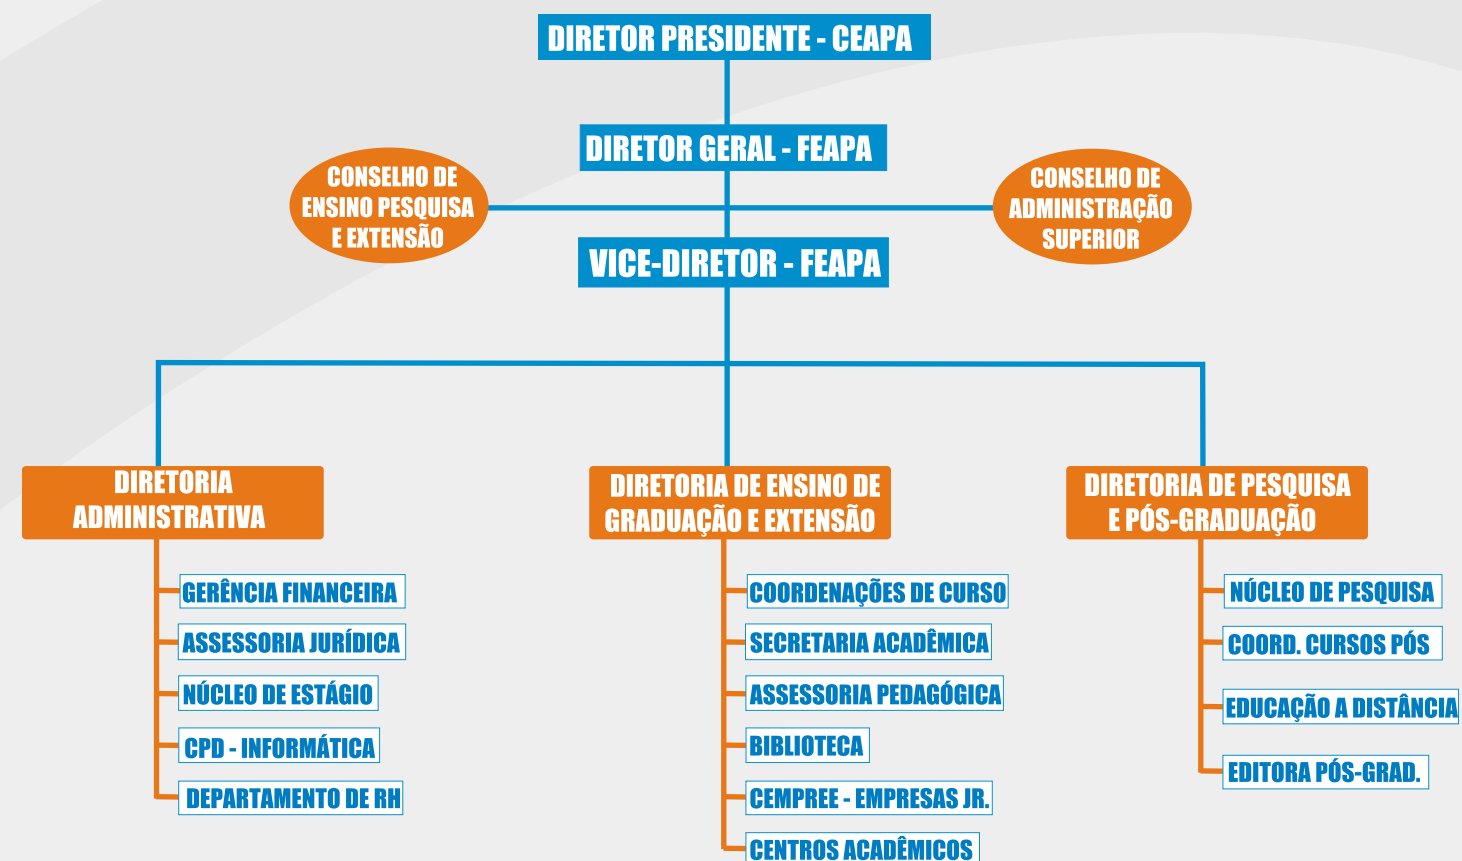 DIRETOR PRESIDENTE - CEAPA
DIRETOR GERAL - FEAPA
CONSELHO DE
ENSINO PESQUISA
E EXTENSÃO
CONSELHO DE
ADMINISTRAÇÃO
SUPERIOR
VICE-DIRETOR - FEAPA
DIRETORIA
ADMINISTRATIVA
GERÊNCIA FINANCEIRA
ASSESSORIA JURÍDICA
NÚCLEO DE ESTÁGIO
CPD - INFORMÁTICA
DEPARTAMENTO DE RH
DIRETORIA DE ENSINO DE
GRADUAÇÃO E EXTENSÃO
COORDENAÇÕES DE CURSO
SECRETARIA ACADÊMICA
ASSESSORIA PEDAGÓGICA
BIBLIOTECA
CEMPREE - EMPRESAS JR.
CENTROS ACADÊMICOS
DIRETORIA DE PESQUISA
E PÓS-GRADUAÇÃO
NÚCLEO DE PESQUISA
COORD. CURSOS PÓS
EDUCAÇÃO A DISTÂNCIA
EDITORA PÓS-GRAD.